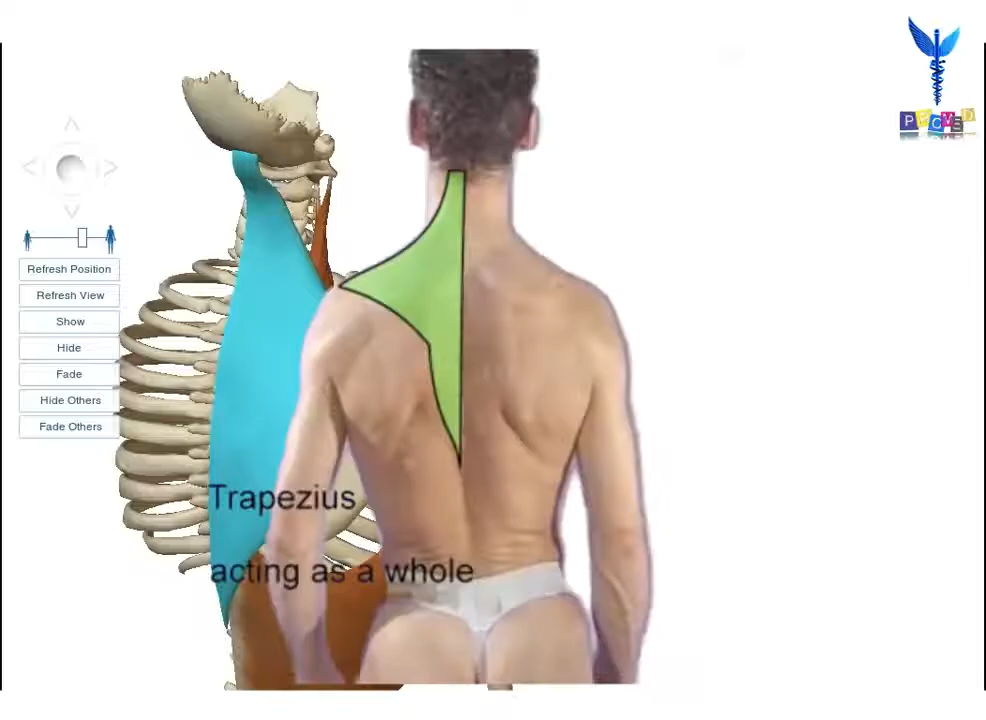 Refresh Position
Refresh View
Show
Hide
Fade
Hide Others
Fade Others
Trapezius
acting as a whole